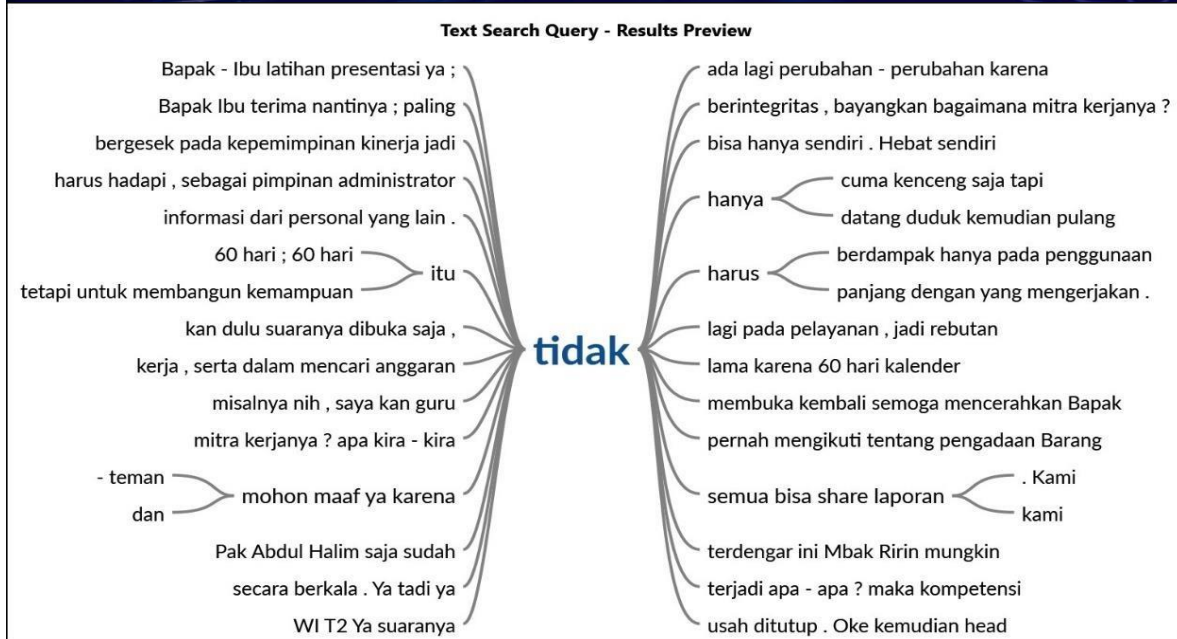 Text Search Query - Results Preview
Bapak - Ibu latihan presentasi ya ;
Bapak Ibu terima nantinya ; paling
bergesek pada kepemimpinan kinerja jadi
harus hadapi , sebagai pimpinan administrator
informasi dari personal yang lain .
60 hari ; 60 hari
tetapi untuk membangun kemampuan
itu
kan dulu suaranya dibuka saja ,
kerja , serta dalam mencari anggaran
misalnya nih , saya kan guru
mitra kerjanya ? apa kira - kira
- teman
dan
mohon maaf ya karena
Pak Abdul Halim saja sudah
secara berkala . Ya tadi ya
WI T2 Ya suaranya
tidak
ada lagi perubahan - perubahan karena
berintegritas , bayangkan bagaimana mitra kerjanya ?
bisa hanya sendiri . Hebat sendiri
hanya
cuma kenceng saja tapi
datang duduk kemudian pulang
harus
berdampak hanya pada penggunaan
panjang dengan yang mengerjakan .
lagi pada pelayanan , jadi rebutan
lama karena 60 hari kalender
membuka kembali semoga mencerahkan Bapak
pernah mengikuti tentang pengadaan Barang
semua bisa share laporan
. Kami
kami
terdengar ini Mbak Ririn mungkin
terjadi apa - apa ? maka kompetensi
usah ditutup . Oke kemudian head